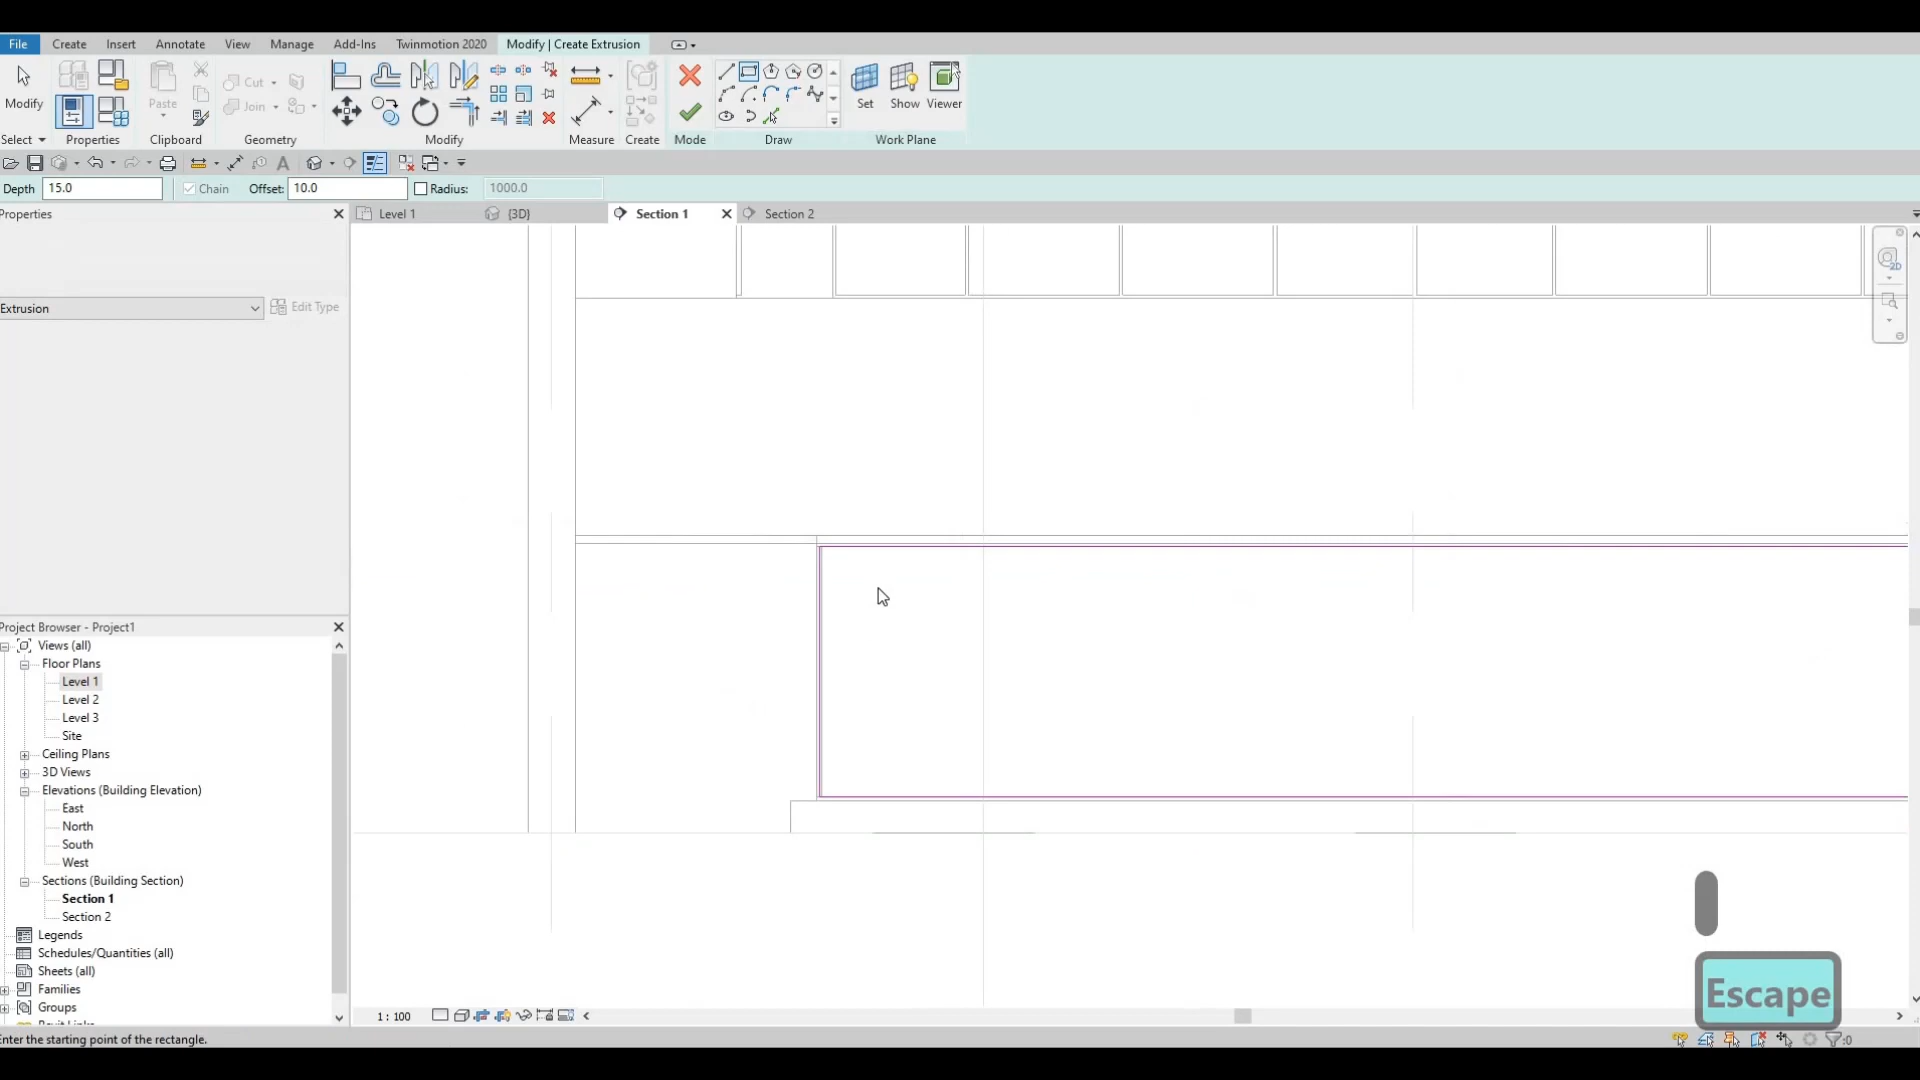 File Create Insert Annotate View Manage Add-Ins Twinmotion 2020 Modify | Create Extrusion
Modify Paste Cut Join Set Show Viewer
Select Properties Clipboard Geometry Modify Measure Create Mode Draw Work Plane
Depth 15.0 Chain Offset: 10.0 Radius: 1000.0
Properties
Level 1 {3D} Section 1 Section 2
2D
Extrusion Edit Type
Project Browser - Project1
Views (all)
Floor Plans
Level 1
Level 2
Level 3
Site
Ceiling Plans
3D Views
Elevations (Building Elevation)
East
North
South
West
Sections (Building Section)
Section 1
Section 2
Legends
Schedules/Quantities (all)
Sheets (all)
Families
Groups
1 : 100
Escape
Enter the starting point of the rectangle.
:0